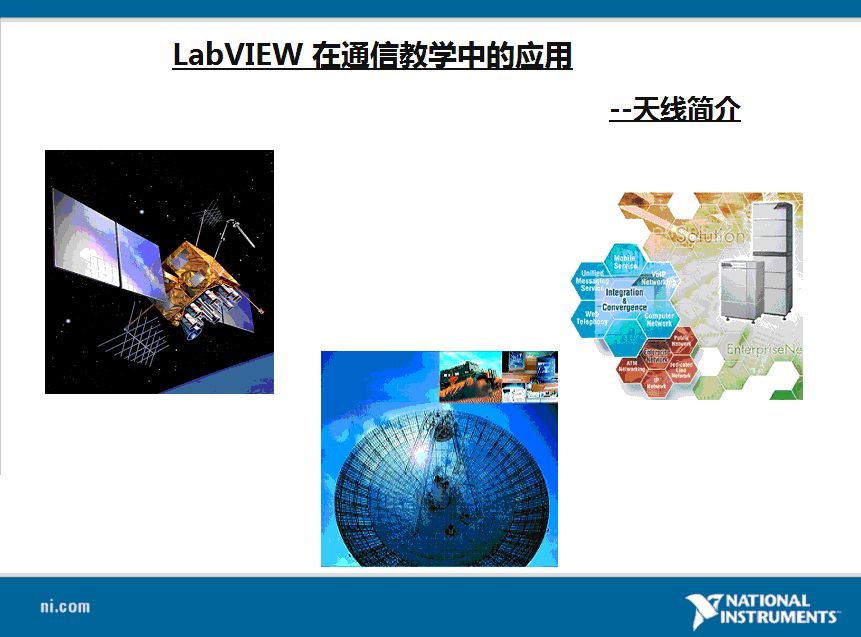 LabVIEW 在通信教学中的应用
--天线简介
Solution
Mobile
Service
Unified
Messaging
Service
VoIP
Network
Integration
&
Convergence
Web
Telephony
Computer
Network
Public
Network
Enterprise
Network
ATM
Networking
Dedicated
Line
Network
IP
Network
EnterpriseNe
ni.com
NATIONAL
INSTRUMENTS